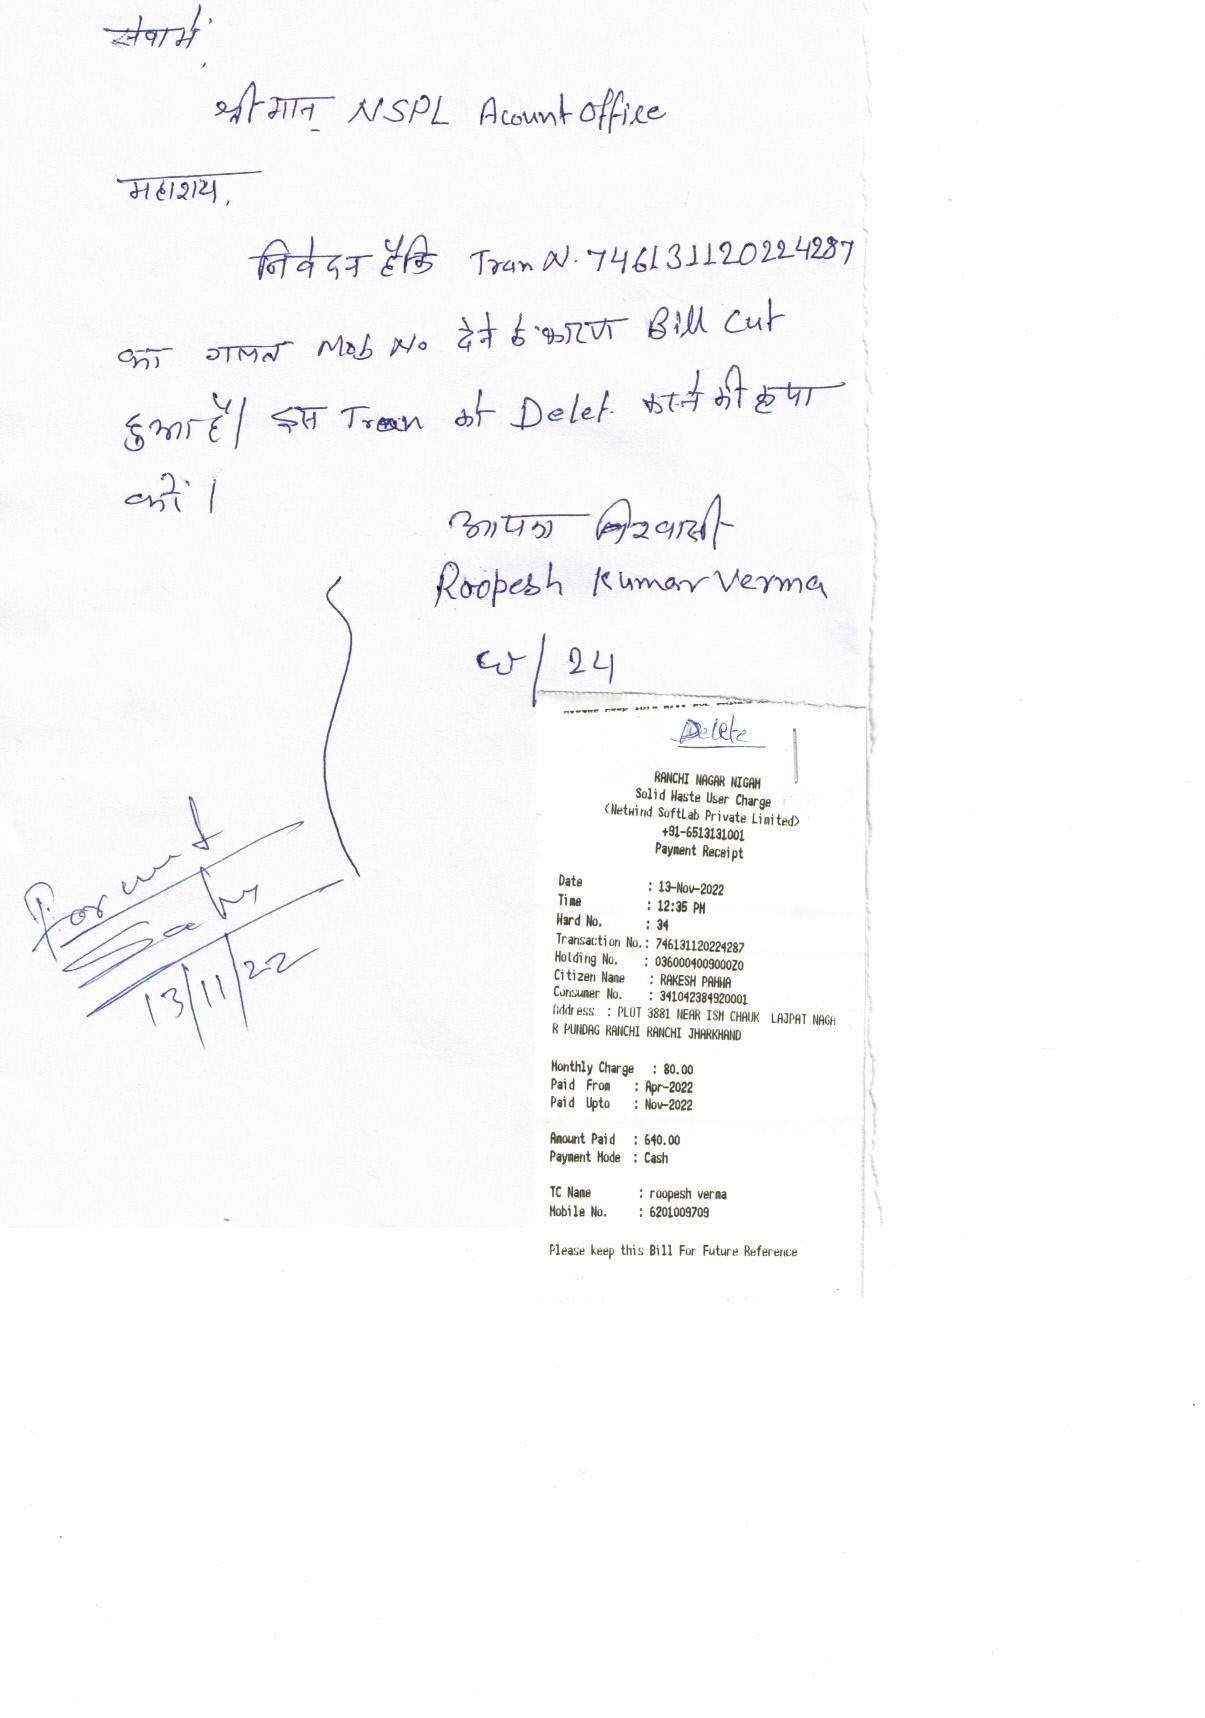 सेवा में,
श्रीमान् NSPL Acount office
महाशय,
निवेदन है कि Tran N. 746131120224287
का गलत Mob No देने के कारण Bill Cut
हुआ है। इस Tran को Delet. करने की कृपा
करें।
आपका विश्वासी
Roopesh Kumar Verma
W/24
Forward
13/11/22
Delete
RANCHI NAGAR NIGAM
Solid Waste User Charge
(Netwind SoftLab Private Limited)
+91-6513131001
Payment Receipt
Date : 13-Nov-2022
Time : 12:35 PM
Ward No. : 34
Transaction No.: 746131120224287
Holding No. : 0360004009000Z0
Citizen Name : RAKESH PAHWA
Consumer No. : 341042384920001
Address : PLOT 3881 NEAR ISM CHAUK LAJPAT NAGA
R PUNDAG RANCHI RANCHI JHARKHAND
Monthly Charge : 80.00
Paid From : Apr-2022
Paid Upto : Nov-2022
Amount Paid : 640.00
Payment Mode : Cash
TC Name : roopesh verma
Mobile No. : 6201009709
Please keep this Bill For Future Reference